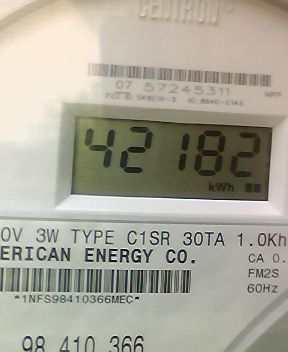 CENTRON
07 57245311
42182
kWh
0V 3W TYPE C1SR 30TA 1.0Kh
ERICAN ENERGY CO.
CA 0.
FM2S
*1NFS98410366MEC*
60Hz
98 410 366